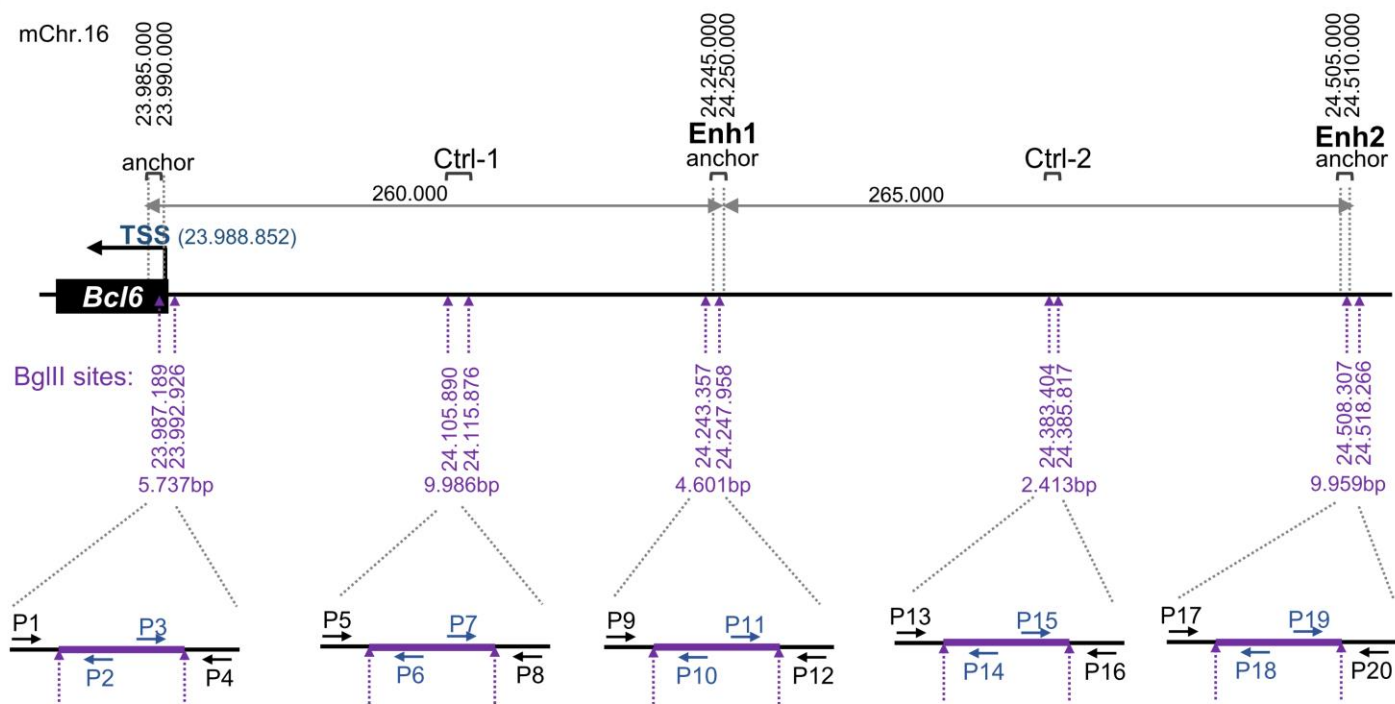 mChr.16
23.985.000
23.990.000
24.245.000
24.250.000
24.505.000
24.510.000
anchor
Ctrl-1
Enh1
anchor
Ctrl-2
Enh2
anchor
260.000
265.000
TSS (23.988.852)
Bcl6
BglII sites:
23.987.189
23.992.926
24.105.890
24.115.876
24.243.357
24.247.958
24.383.404
24.385.817
24.508.307
24.518.266
5.737bp
9.986bp
4.601bp
2.413bp
9.959bp
P1
P3
P2
P4
P5
P7
P6
P8
P9
P11
P10
P12
P13
P15
P14
P16
P17
P19
P18
P20